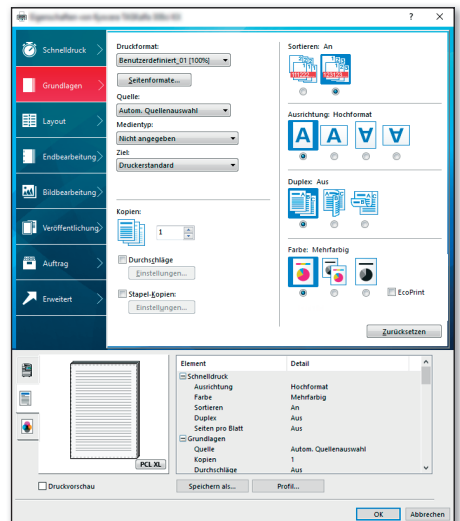 Schnelldruck
Grundlagen
Layout
Endbearbeitung
Bildbearbeitung
Veröffentlichung
Auftrag
Erweitert
Druckformat:
Benutzerdefiniert_01 [100%]
Seitenformate...
Quelle:
Autom. Quellenauswahl
Medientyp:
Nicht angegeben
Ziel:
Druckerstandard
Kopien:
1
Durchschläge
Einstellungen...
Stapel-Kopien:
Einstellungen...
Sortieren: An
Ausrichtung: Hochformat
A A A A
Duplex: Aus
Farbe: Mehrfarbig
EcoPrint
Zurücksetzen
PCL XL
Druckvorschau
Element Detail
Schnelldruck
Ausrichtung Hochformat
Farbe Mehrfarbig
Sortieren An
Duplex Aus
Seiten pro Blatt Aus
Grundlagen
Quelle Autom. Quellenauswahl
Kopien 1
Durchschläge Aus
Speichern als... Profil...
OK Abbrechen